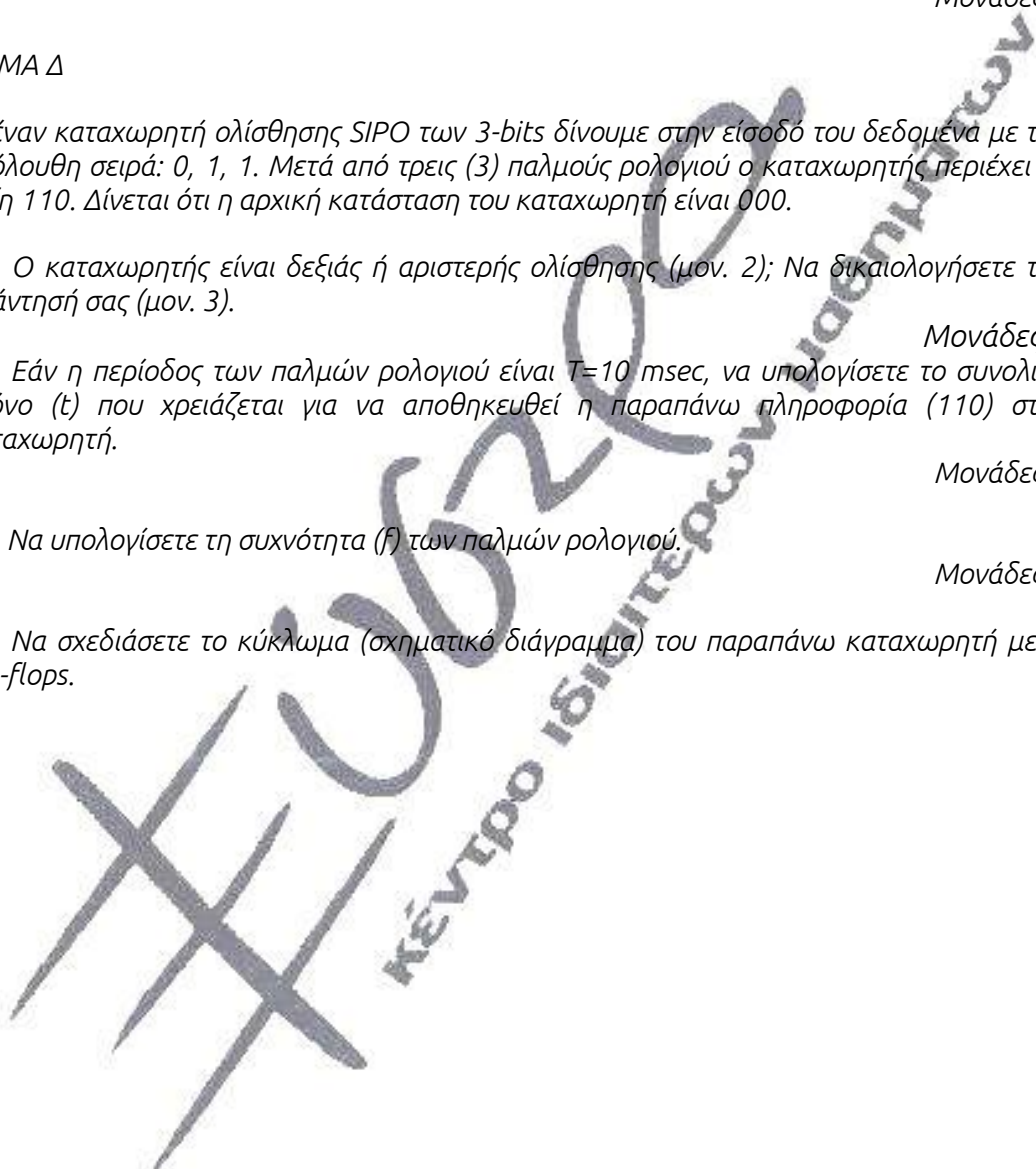 ΜΑ Δ
έναν καταχωρητή ολίσθησης SIPO των 3-bits δίνουμε στην είσοδό του δεδομένα με τ
όλουθη σειρά: 0, 1, 1. Μετά από τρεις (3) παλμούς ρολογιού ο καταχωρητής περιέχει
η 110. Δίνεται ότι η αρχική κατάσταση του καταχωρητή είναι 000.
Ο καταχωρητής είναι δεξιάς ή αριστερής ολίσθησης (μον. 2); Να δικαιολογήσετε τ
άντησή σας (μον. 3).
Μονάδες
Εάν η περίοδος των παλμών ρολογιού είναι T=10 msec, να υπολογίσετε το συνολι
όνο (t) που χρειάζεται για να αποθηκευθεί η παραπάνω πληροφορία (110) στ
ταχωρητή.
Μονάδες
Να υπολογίσετε τη συχνότητα (f) των παλμών ρολογιού.
Μονάδες
Να σχεδιάσετε το κύκλωμα (σχηματικό διάγραμμα) του παραπάνω καταχωρητή με
-flops.
κέντρο ιδιαιτερων μαθημάτων